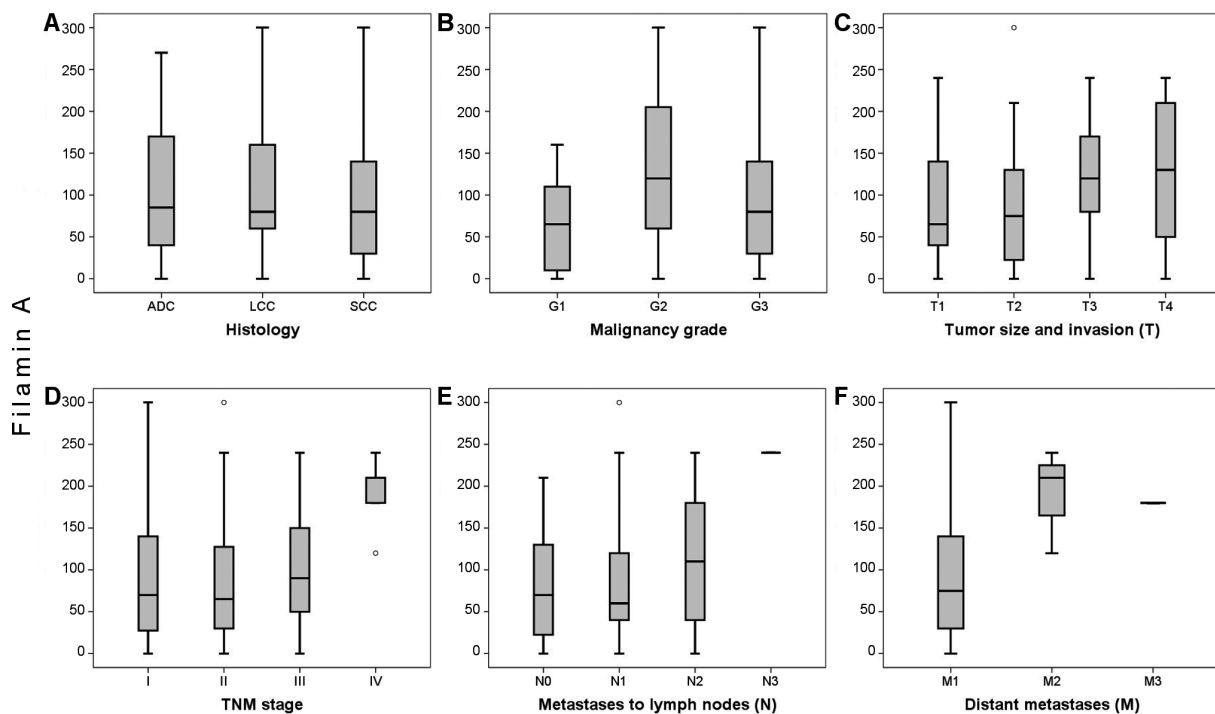 Filamin A
A
300
250
200
150
100
50
0
ADC LCC SCC
Histology
B
300
250
200
150
100
50
0
G1 G2 G3
Malignancy grade
C
300
250
200
150
100
50
0
T1 T2 T3 T4
Tumor size and invasion (T)
D
300
250
200
150
100
50
0
I II III IV
TNM stage
E
300
250
200
150
100
50
0
N0 N1 N2 N3
Metastases to lymph nodes (N)
F
300
250
200
150
100
50
0
M1 M2 M3
Distant metastases (M)